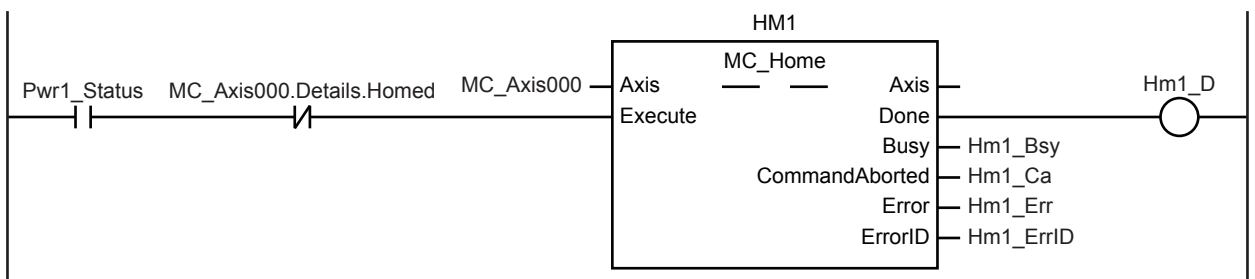 HM1
MC_Home
Pwr1_Status MC_Axis000.Details.Homed MC_Axis000 Axis Axis Hm1_D
Execute Done
Busy Hm1_Bsy
CommandAborted Hm1_Ca
Error Hm1_Err
ErrorID Hm1_ErrID